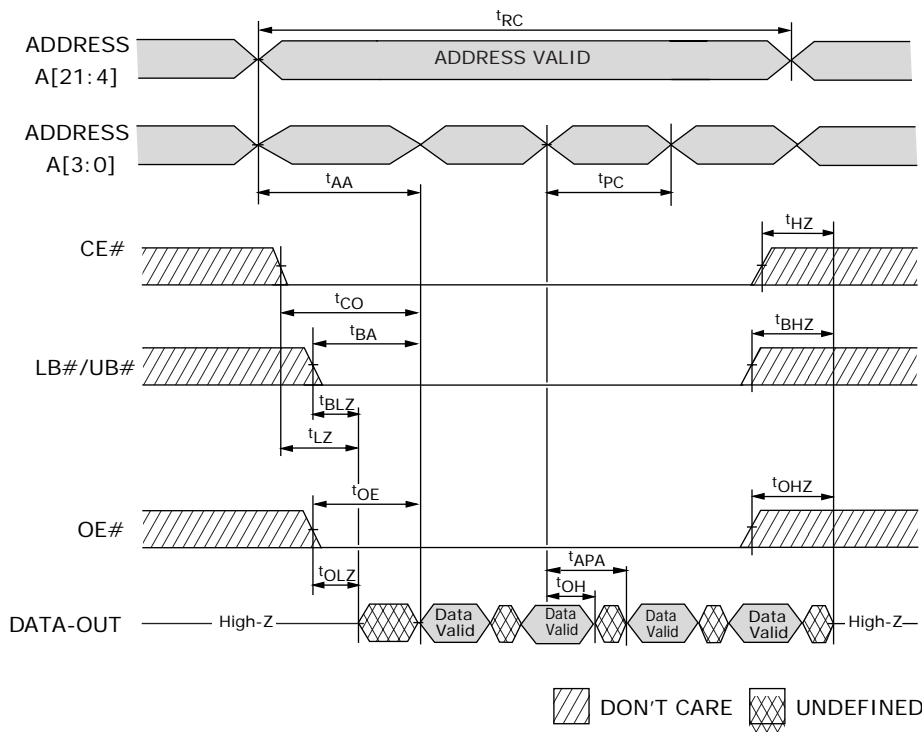 tRC
ADDRESS
A[21:4]
ADDRESS VALID
ADDRESS
A[3:0]
tAA
tPC
tHZ
CE#
tCO
tBA
tBHZ
LB#/UB#
tBLZ
tLZ
tOE
tOHZ
OE#
tAPA
tOLZ
tOH
DATA-OUT
High-Z
Data
Valid
Data
Valid
Data
Valid
Data
Valid
High-Z
DON'T CARE
UNDEFINED